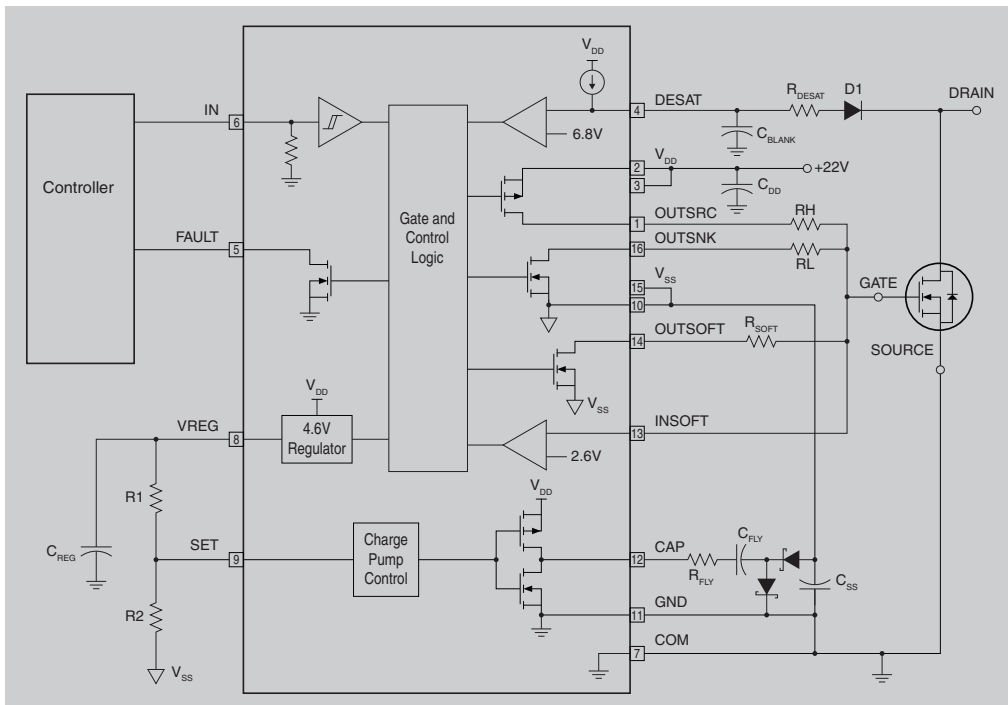 V_DD
IN
6
DESAT
4
R_DESAT
D1
DRAIN
6.8V
C_BLANK
Controller
V_DD
2
3
+22V
C_DD
Gate and
Control
Logic
OUTSRC
1
RH
OUTSNK
16
RL
FAULT
5
V_SS
15
10
GATE
OUTSOFT
14
R_SOFT
SOURCE
V_SS
V_DD
VREG
8
4.6V
Regulator
INSOFT
13
2.6V
R1
V_DD
C_REG
SET
9
Charge
Pump
Control
CAP
12
R_FLY
C_FLY
C_SS
GND
11
R2
COM
7
V_SS